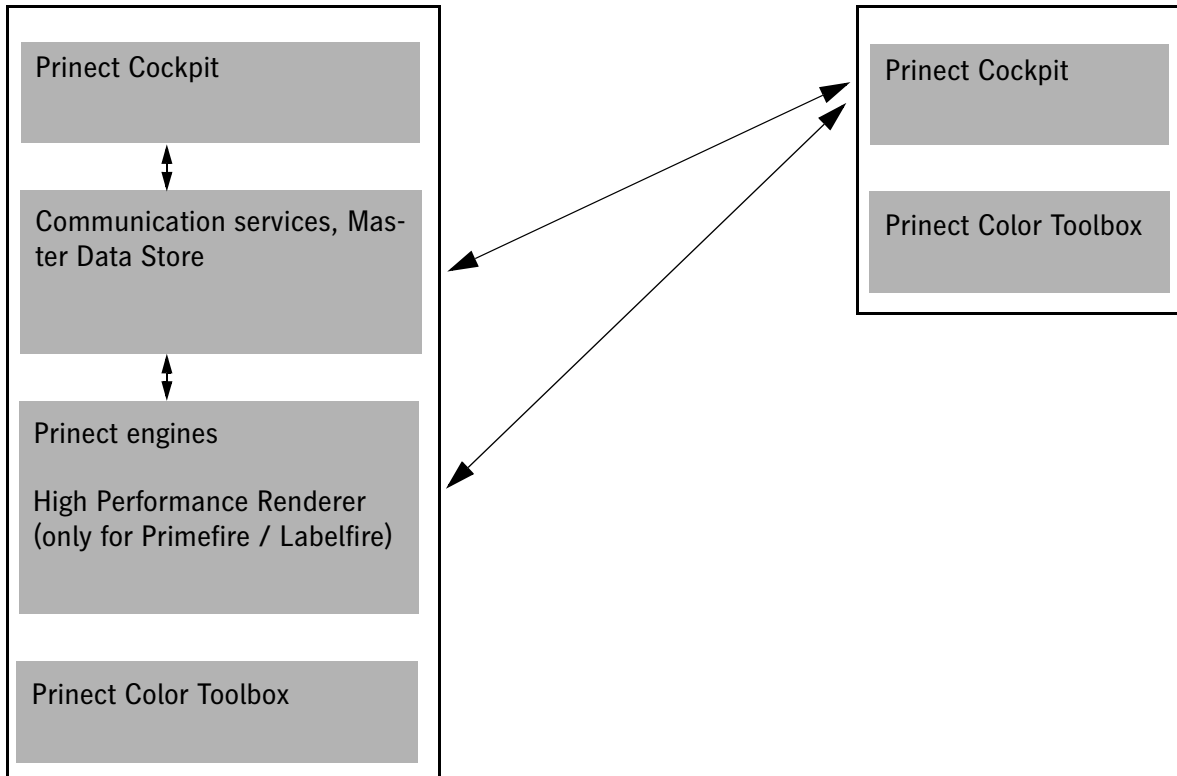 Prinect Cockpit
Communication services, Mas-
ter Data Store
Prinect engines
High Performance Renderer
(only for Primefire / Labelfire)
Prinect Color Toolbox
Prinect Cockpit
Prinect Color Toolbox